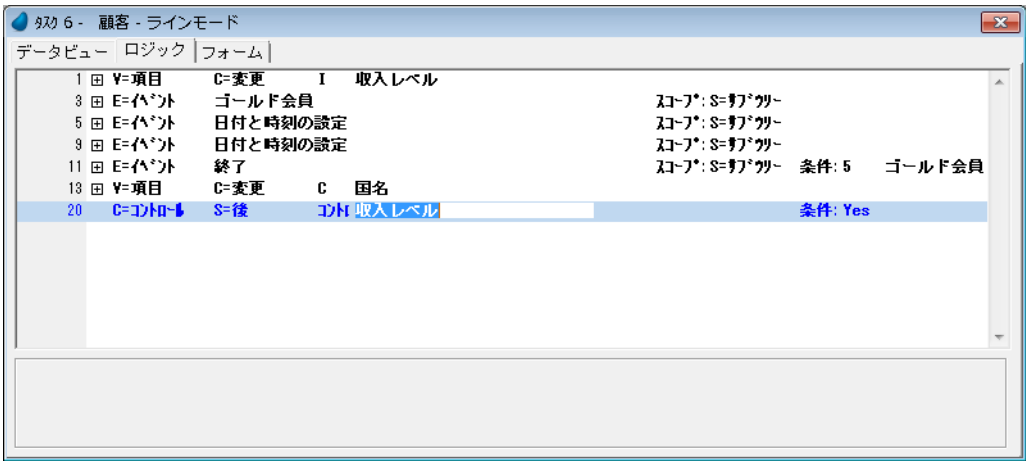 ﾀｽｸ 6 - 顧客 - ラインモード
データビュー ロジック フォーム
1 V=項目 C=変更 I 収入レベル
3 E=ｲﾍﾞﾝﾄ ゴールド会員 ｽｺｰﾌﾟ: S=ｻﾌﾞﾂﾘｰ
5 E=ｲﾍﾞﾝﾄ 日付と時刻の設定 ｽｺｰﾌﾟ: S=ｻﾌﾞﾂﾘｰ
9 E=ｲﾍﾞﾝﾄ 日付と時刻の設定 ｽｺｰﾌﾟ: S=ｻﾌﾞﾂﾘｰ
11 E=ｲﾍﾞﾝﾄ 終了 ｽｺｰﾌﾟ: S=ｻﾌﾞﾂﾘｰ 条件: 5 ゴールド会員
13 V=項目 C=変更 C 国名
20 C=ｺﾝﾄﾛｰﾙ S=後 ｺﾝﾄﾛ 収入レベル 条件: Yes